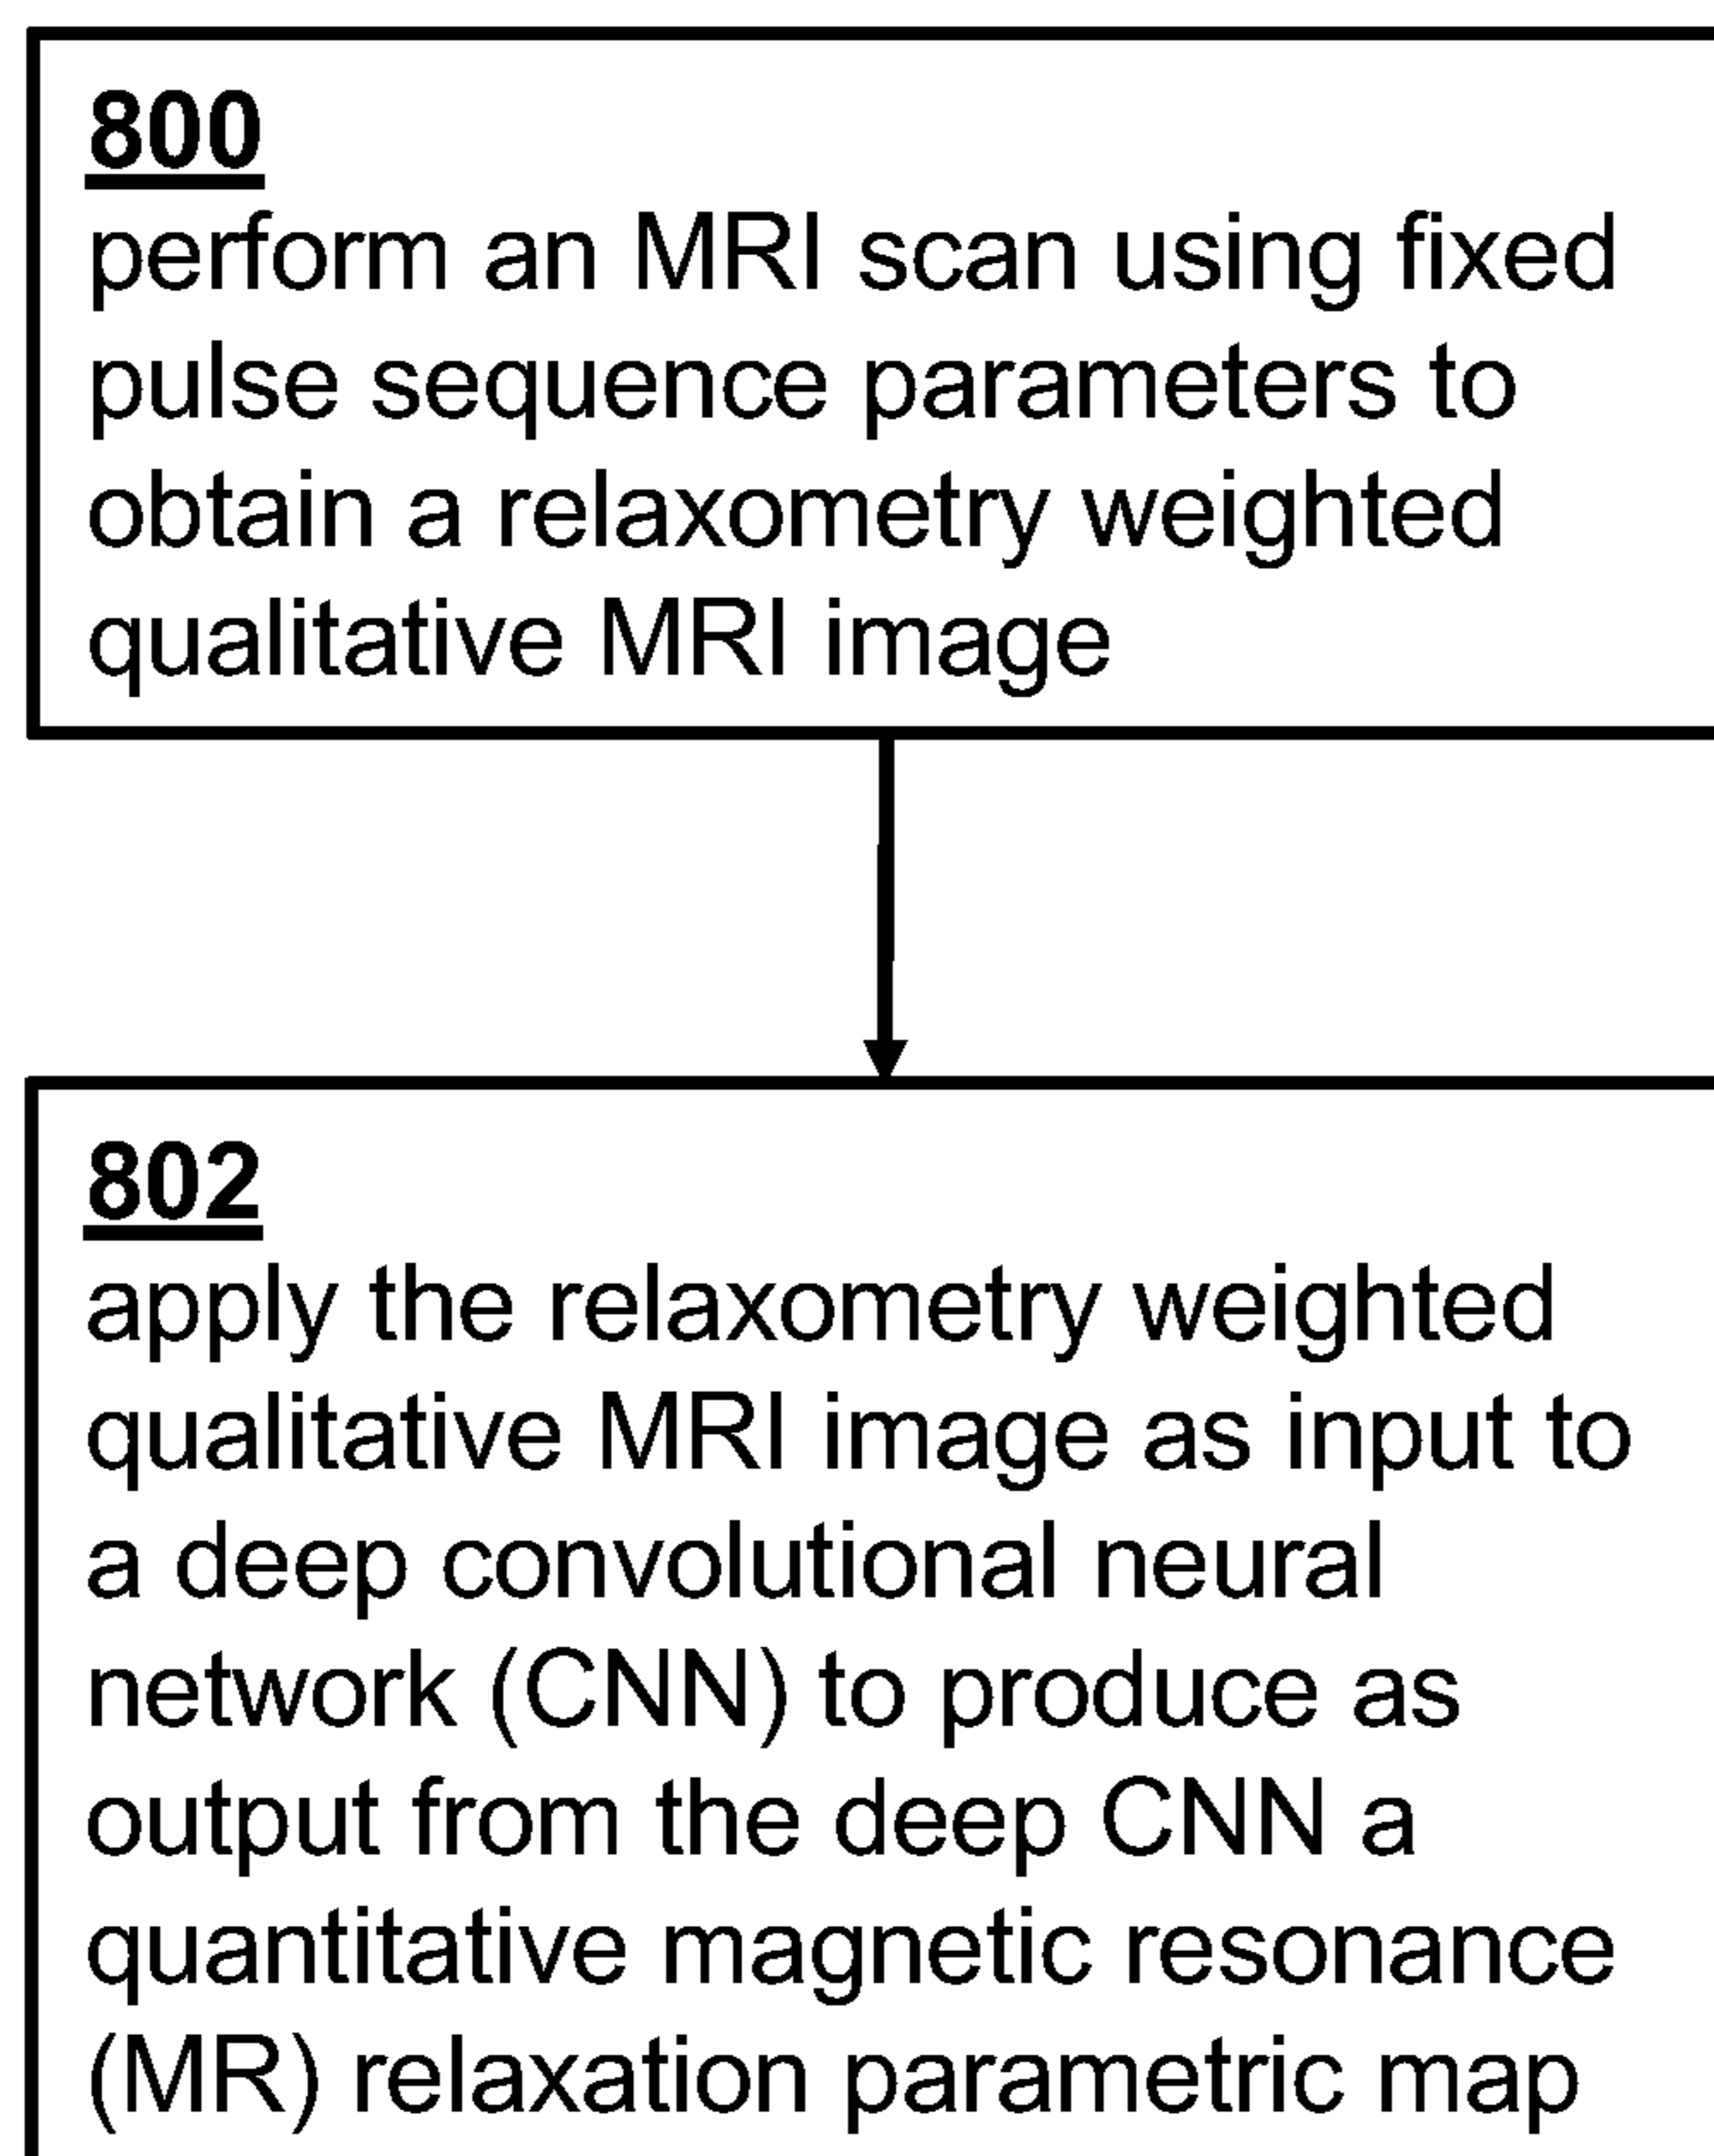 800
perform an MRI scan using fixed
pulse sequence parameters to
obtain a relaxometry weighted
qualitative MRI image
802
apply the relaxometry weighted
qualitative MRI image as input to
a deep convolutional neural
network (CNN) to produce as
output from the deep CNN a
quantitative magnetic resonance
(MR) relaxation parametric map